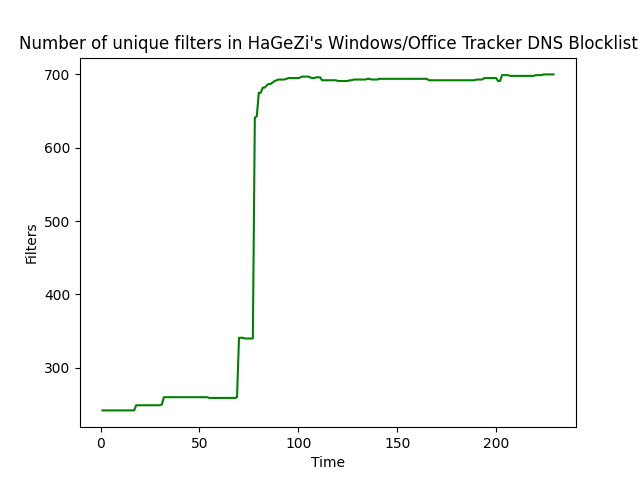 Number of unique filters in HaGeZi's Windows/Office Tracker DNS Blocklist
700
600
500
400
300
Filters
0 50 100 150 200
Time